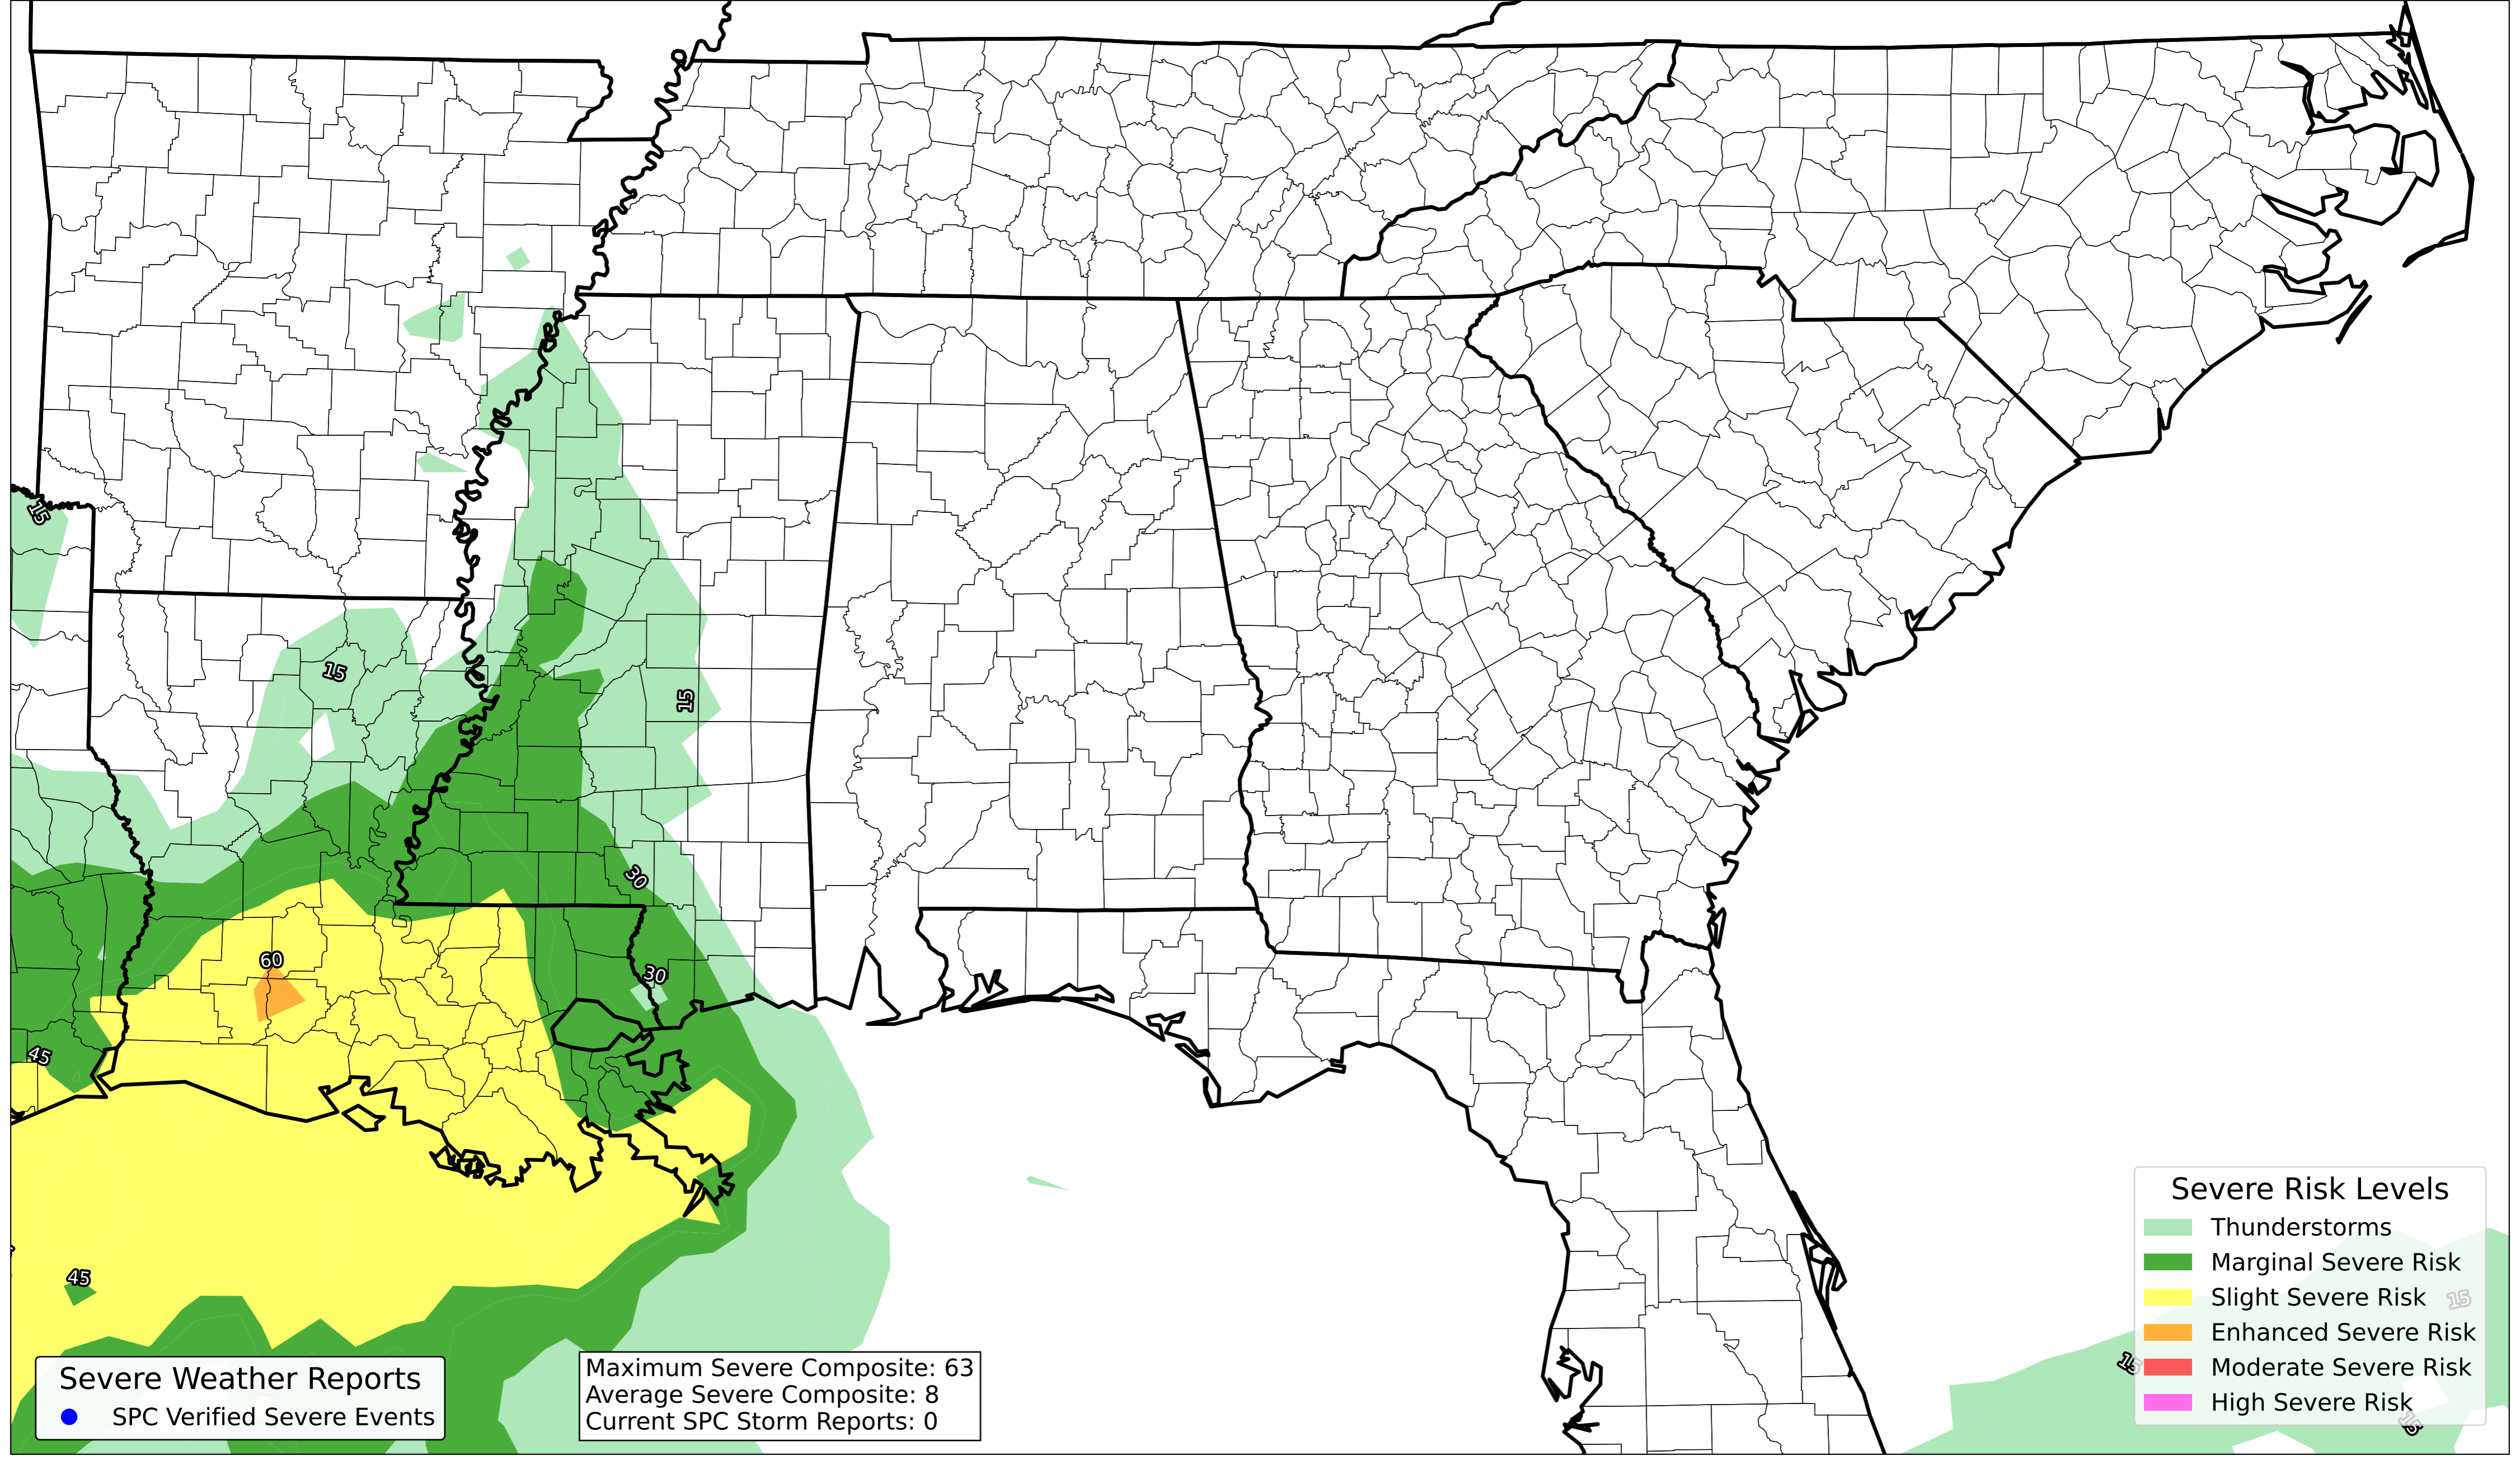 15
15
15
30
60
30
45
45
Severe Risk Levels
Thunderstorms
Marginal Severe Risk
Slight Severe Risk
15
Enhanced Severe Risk
15
Moderate Severe Risk
High Severe Risk
15
Severe Weather Reports
SPC Verified Severe Events
Maximum Severe Composite: 63
Average Severe Composite: 8
Current SPC Storm Reports: 0